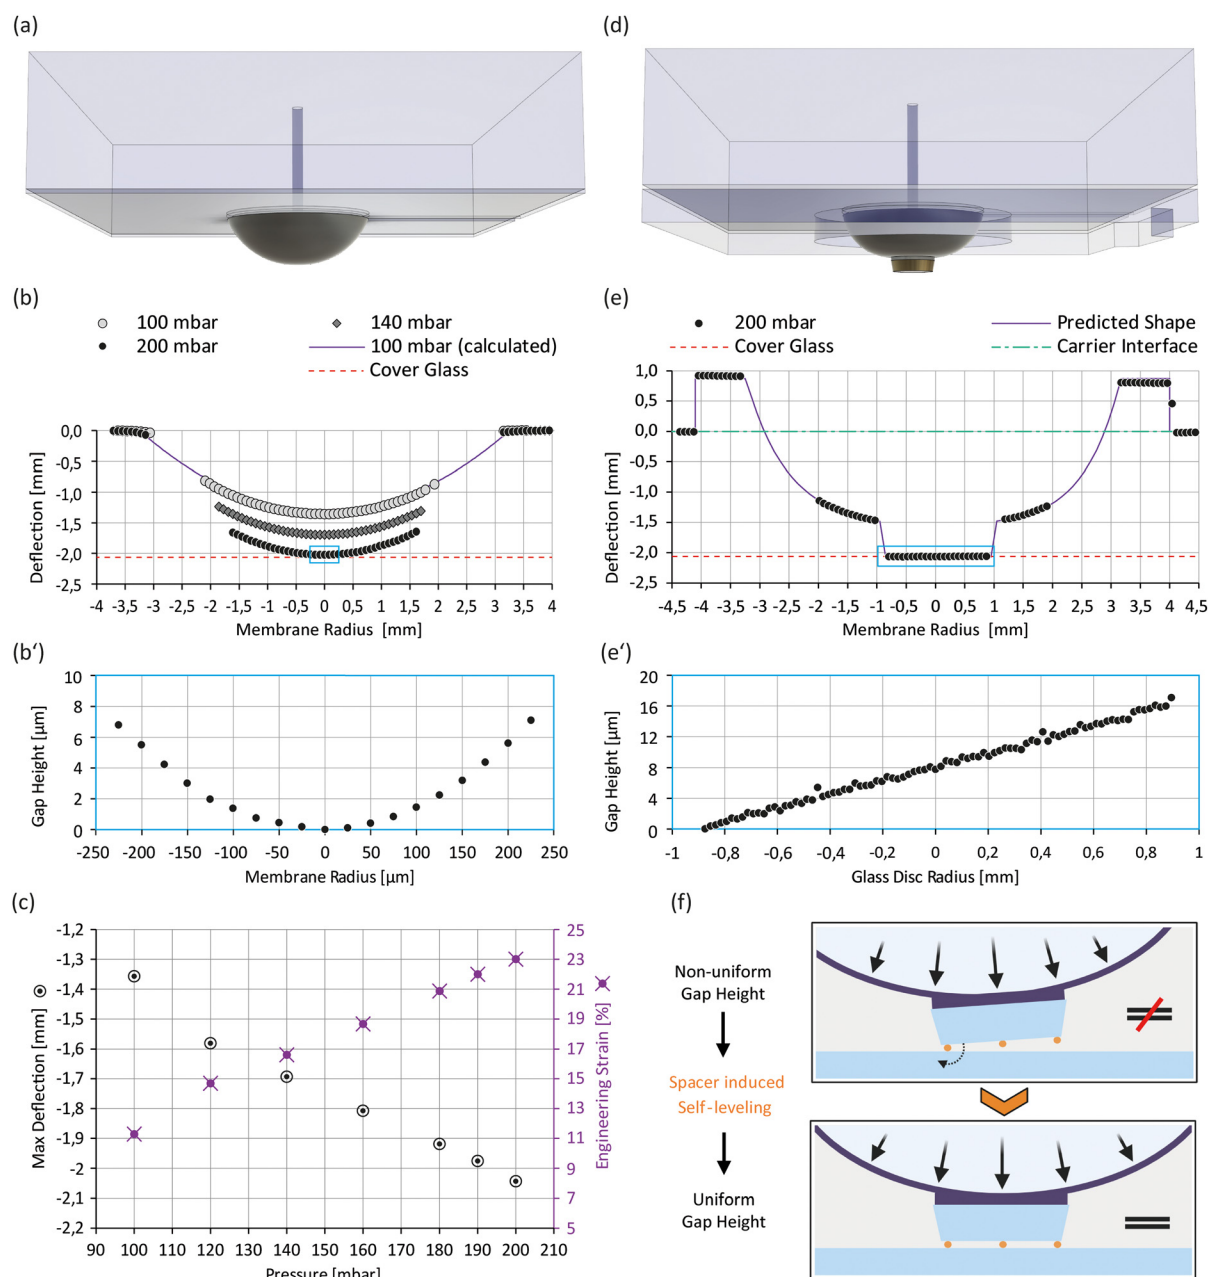 (a)
(d)
(b)
100 mbar
140 mbar
200 mbar
100 mbar (calculated)
Cover Glass
(e)
200 mbar
Predicted Shape
Cover Glass
Carrier Interface
Deflection [mm]
0,0
-0,5
-1,0
-1,5
-2,0
-2,5
-4 -3,5 -3 -2,5 -2 -1,5 -1 -0,5 0 0,5 1 1,5 2 2,5 3 3,5 4
Membrane Radius [mm]
Deflection [mm]
1,0
0,5
0,0
-0,5
-1,0
-1,5
-2,0
-2,5
-4,5 -4 -3,5 -3 -2,5 -2 -1,5 -1 -0,5 0 0,5 1 1,5 2 2,5 3 3,5 4 4,5
Membrane Radius [mm]
(b‘)
Gap Height [µm]
10
8
6
4
2
0
-250 -200 -150 -100 -50 0 50 100 150 200 250
Membrane Radius [µm]
(e‘)
Gap Height [µm]
20
16
12
8
4
0
-1 -0,8 -0,6 -0,4 -0,2 0 0,2 0,4 0,6 0,8 1
Glass Disc Radius [mm]
(c)
Max Deflection [mm]
-1,2
-1,3
-1,4
-1,5
-1,6
-1,7
-1,8
-1,9
-2
-2,1
-2,2
25
23
21
19
17
15
13
11
9
7
5
Engineering Strain [%]
90 100 110 120 130 140 150 160 170 180 190 200 210
Pressure [mbar]
(f)
Non-uniform
Gap Height
Spacer induced
Self-leveling
Uniform
Gap Height